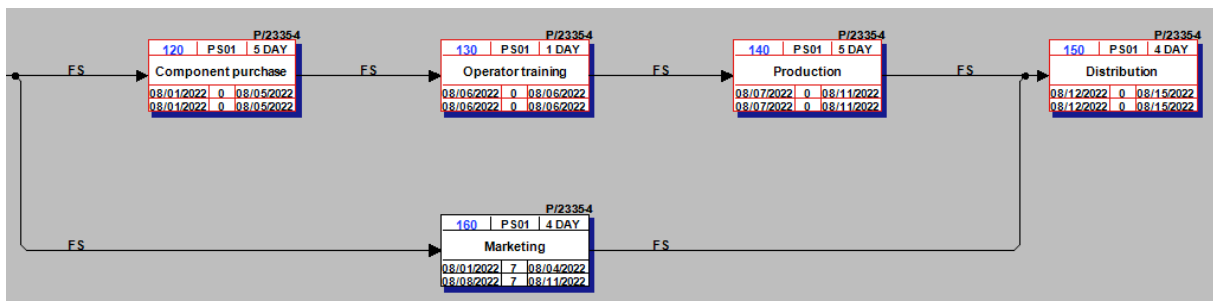 P/2335-4 P/2335-4 P/2335-4 P/2335-4
120 PS01 5 DAY 130 PS01 1 DAY 140 PS01 5 DAY 150 PS01 4 DAY
FS Component purchase FS Operator training FS Production FS Distribution
08/01/2022 0 08/05/2022 08/06/2022 0 08/06/2022 08/07/2022 0 08/11/2022 08/12/2022 0 08/15/2022
08/01/2022 0 08/05/2022 08/06/2022 0 08/06/2022 08/07/2022 0 08/11/2022 08/12/2022 0 08/15/2022
P/2335-4
160 PS01 4 DAY
FS Marketing FS
08/01/2022 7 08/04/2022
08/08/2022 7 08/11/2022